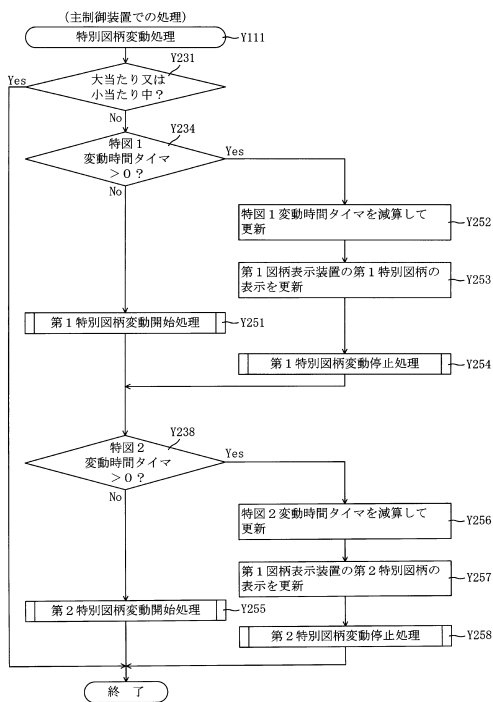 (主制御装置での処理)
特別図柄変動処理
Y111
Y231
Yes
大当たり又は
小当たり中？
No
Y234
特図１
変動時間タイマ
＞０？
Yes
No
特図１変動時間タイマを減算して
更新
Y252
第１図柄表示装置の第１特別図柄の
表示を更新
Y253
第１特別図柄変動開始処理
Y251
第１特別図柄変動停止処理
Y254
Y238
特図２
変動時間タイマ
＞０？
Yes
No
特図２変動時間タイマを減算して
更新
Y256
第１図柄表示装置の第２特別図柄の
表示を更新
Y257
第２特別図柄変動開始処理
Y255
第２特別図柄変動停止処理
Y258
終 了